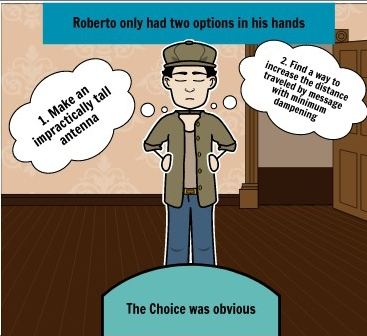 Roberto only had two options in his hands
1. Make an
impractically tall
antenna
2. Find a way to
increase the distance
traveled by message
with minimum
dampening
The Choice was obvious